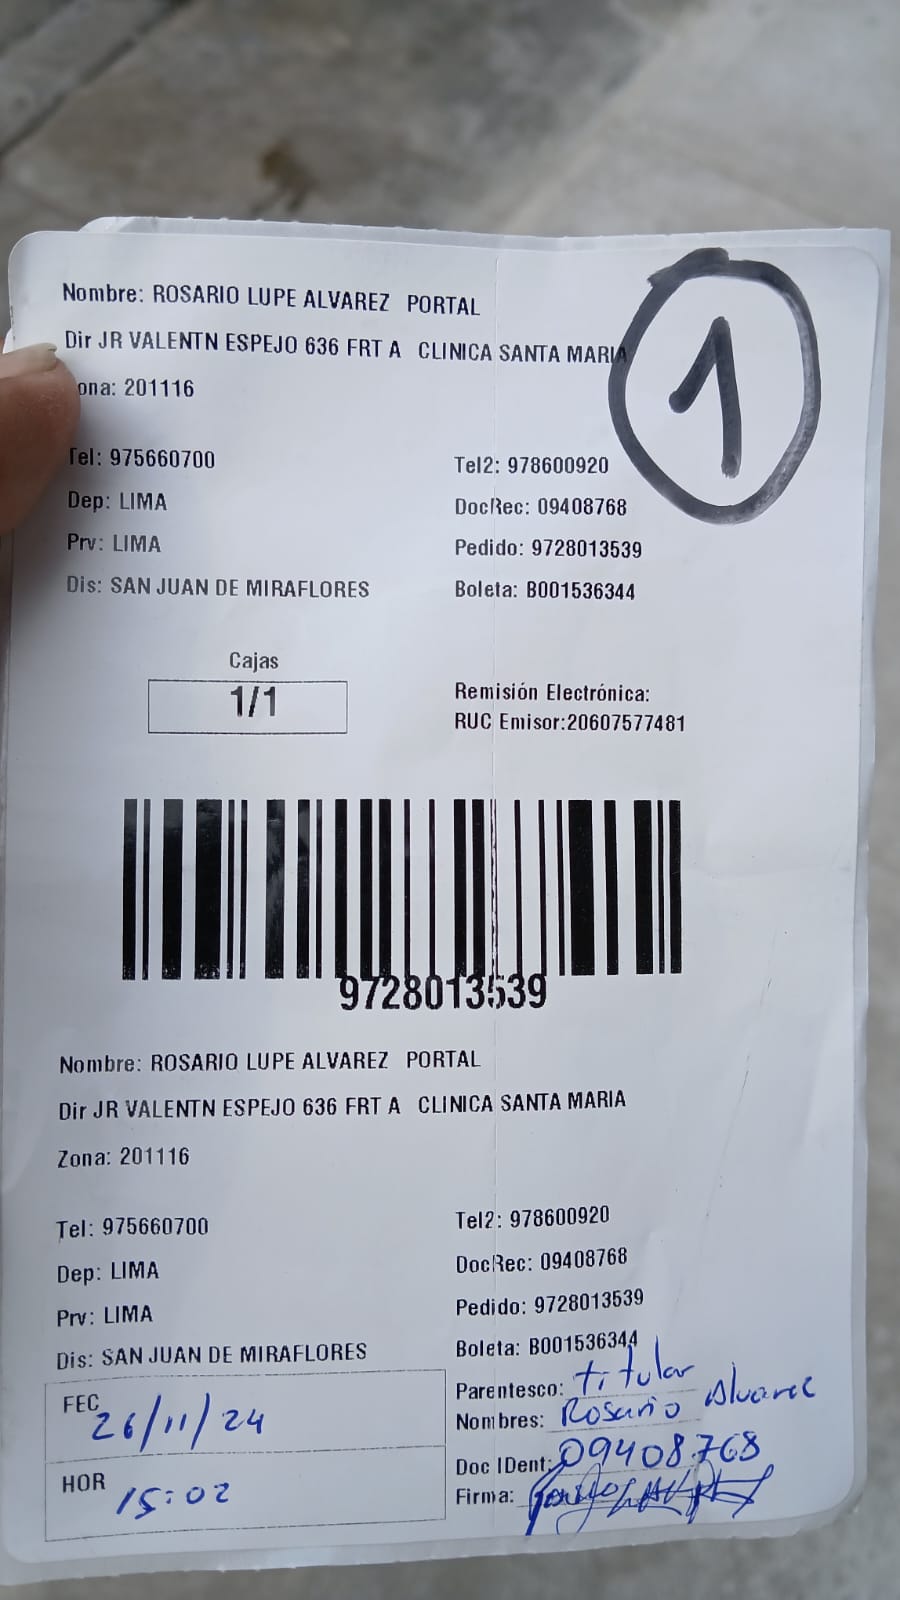 Nombre: ROSARIO LUPE ALVAREZ PORTAL
Dir JR VALENTN ESPEJO 636 FRT A CLINICA SANTA MARIA
1
ona: 201116
Tel: 975660700
Tel2: 978600920
Dep: LIMA
DocRec: 09408768
Prv: LIMA
Pedido: 9728013539
Dis: SAN JUAN DE MIRAFLORES
Boleta: B001536344
Cajas
1/1
Remisión Electrónica:
RUC Emisor:20607577481
9728013539
Nombre: ROSARIO LUPE ALVAREZ PORTAL
Dir JR VALENTN ESPEJO 636 FRT A CLINICA SANTA MARIA
Zona: 201116
Tel: 975660700
Tel2: 978600920
Dep: LIMA
DocRec: 09408768
Prv: LIMA
Pedido: 9728013539
Dis: SAN JUAN DE MIRAFLORES
Boleta: B001536344
FEC 26/11/24
HOR 15:02
Parentesco: titular
Nombres: Rosario Alvarez
Doc IDent: 09408768
Firma: